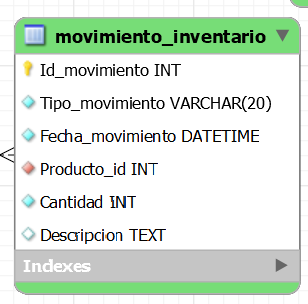 movimiento_inventario
Id_movimiento INT
Tipo_movimiento VARCHAR(20)
Fecha_movimiento DATETIME
Producto_id INT
Cantidad INT
Descripcion TEXT
Indexes